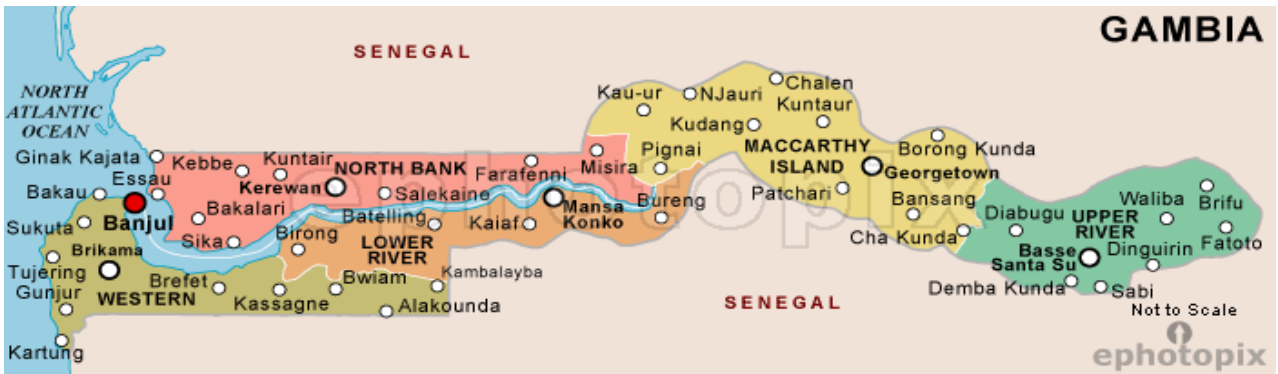 GAMBIA
SENEGAL
NORTH
ATLANTIC
OCEAN
Kau-ur
NJauri
Chalen
Kuntaur
Kudang
Ginak Kajata
Kebbe
Kuntair
NORTH BANK
Farafenni
Misira
Pignai
MACCARTHY
ISLAND
Borong Kunda
Georgetown
Bakau
Essau
Kerewan
Salekaine
Bakalari
Batelling
Mansa
Konko
Bureng
Patchari
Bansang
Banjul
Sukuta
Sika
Birong
Kaiaf
LOWER
RIVER
Cha Kunda
Diabugu
UPPER
RIVER
Waliba
Brifu
Fatoto
Brikama
Basse
Santa Su
Dinguirin
Tujering
Gunjur
WESTERN
Brefet
Kassagne
Bwiam
Kambalayba
Alakounda
SENEGAL
Demba Kunda
Sabi
Not to Scale
Kartung
ephotopix
ephotopix